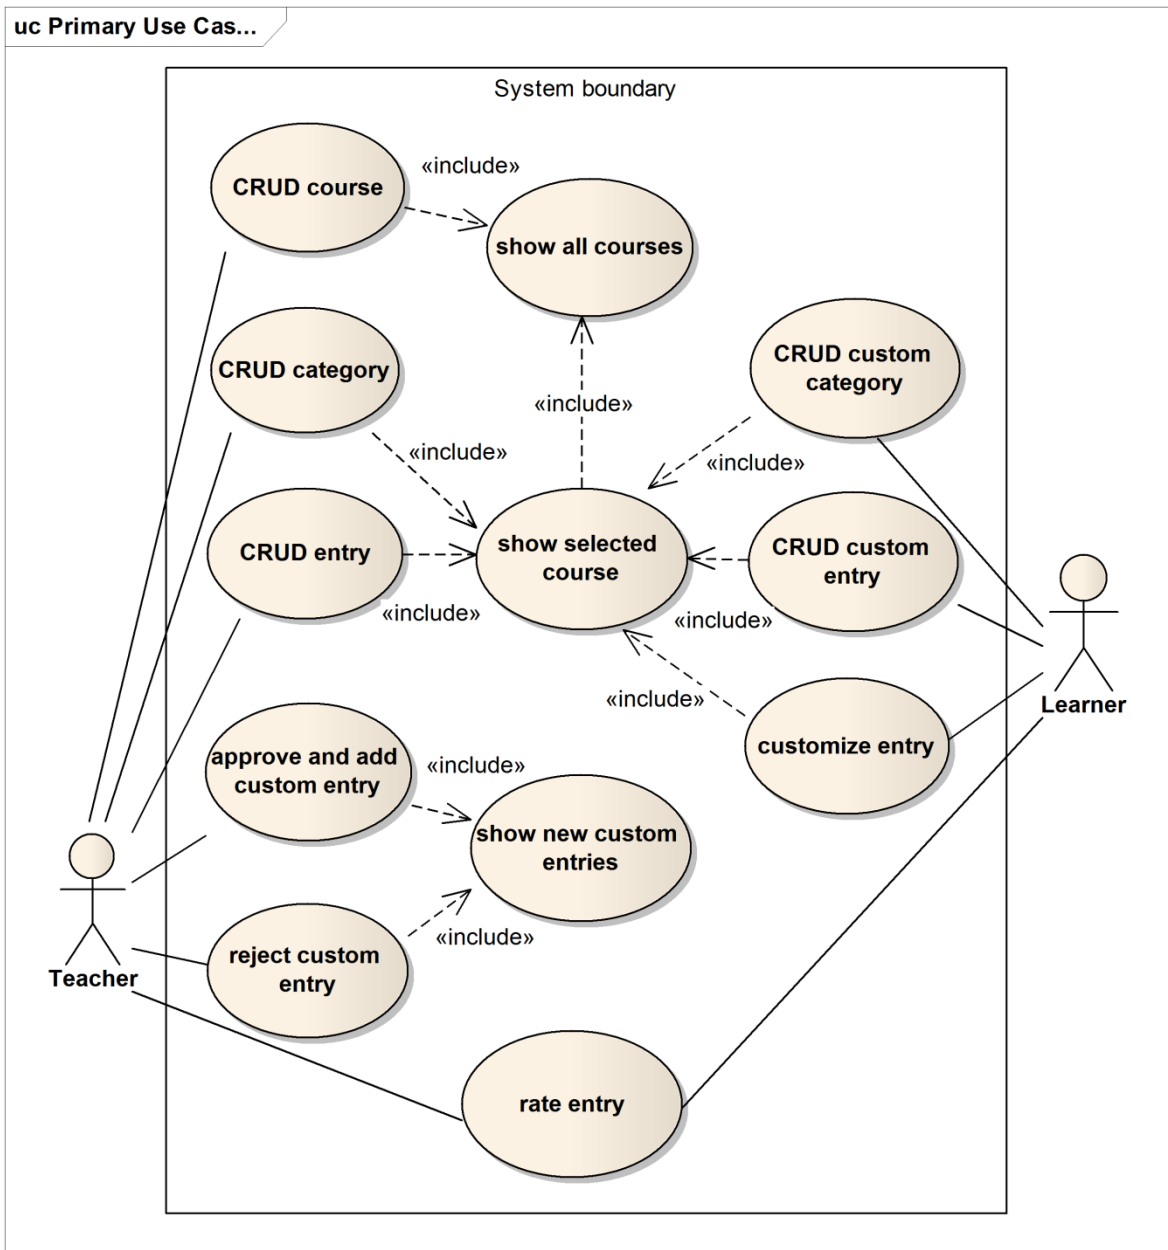 uc Primary Use Cas...
System boundary
CRUD course
«include»
show all courses
CRUD category
«include»
«include»
CRUD custom
category
«include»
CRUD entry
«include»
show selected
course
CRUD custom
entry
«include»
«include»
customize entry
Learner
approve and add
custom entry
«include»
show new custom
entries
«include»
reject custom
entry
Teacher
rate entry